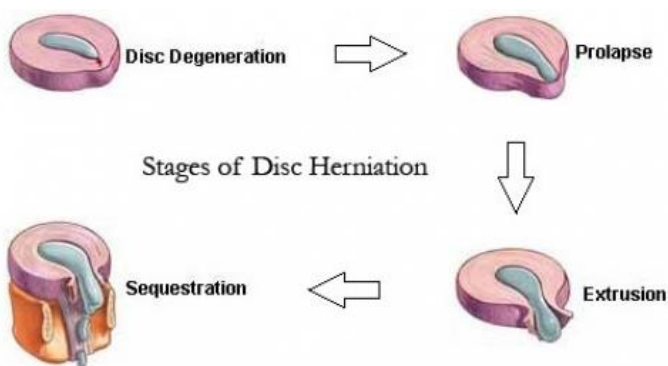 Disc Degeneration
Prolapse
Stages of Disc Herniation
Sequestration
Extrusion